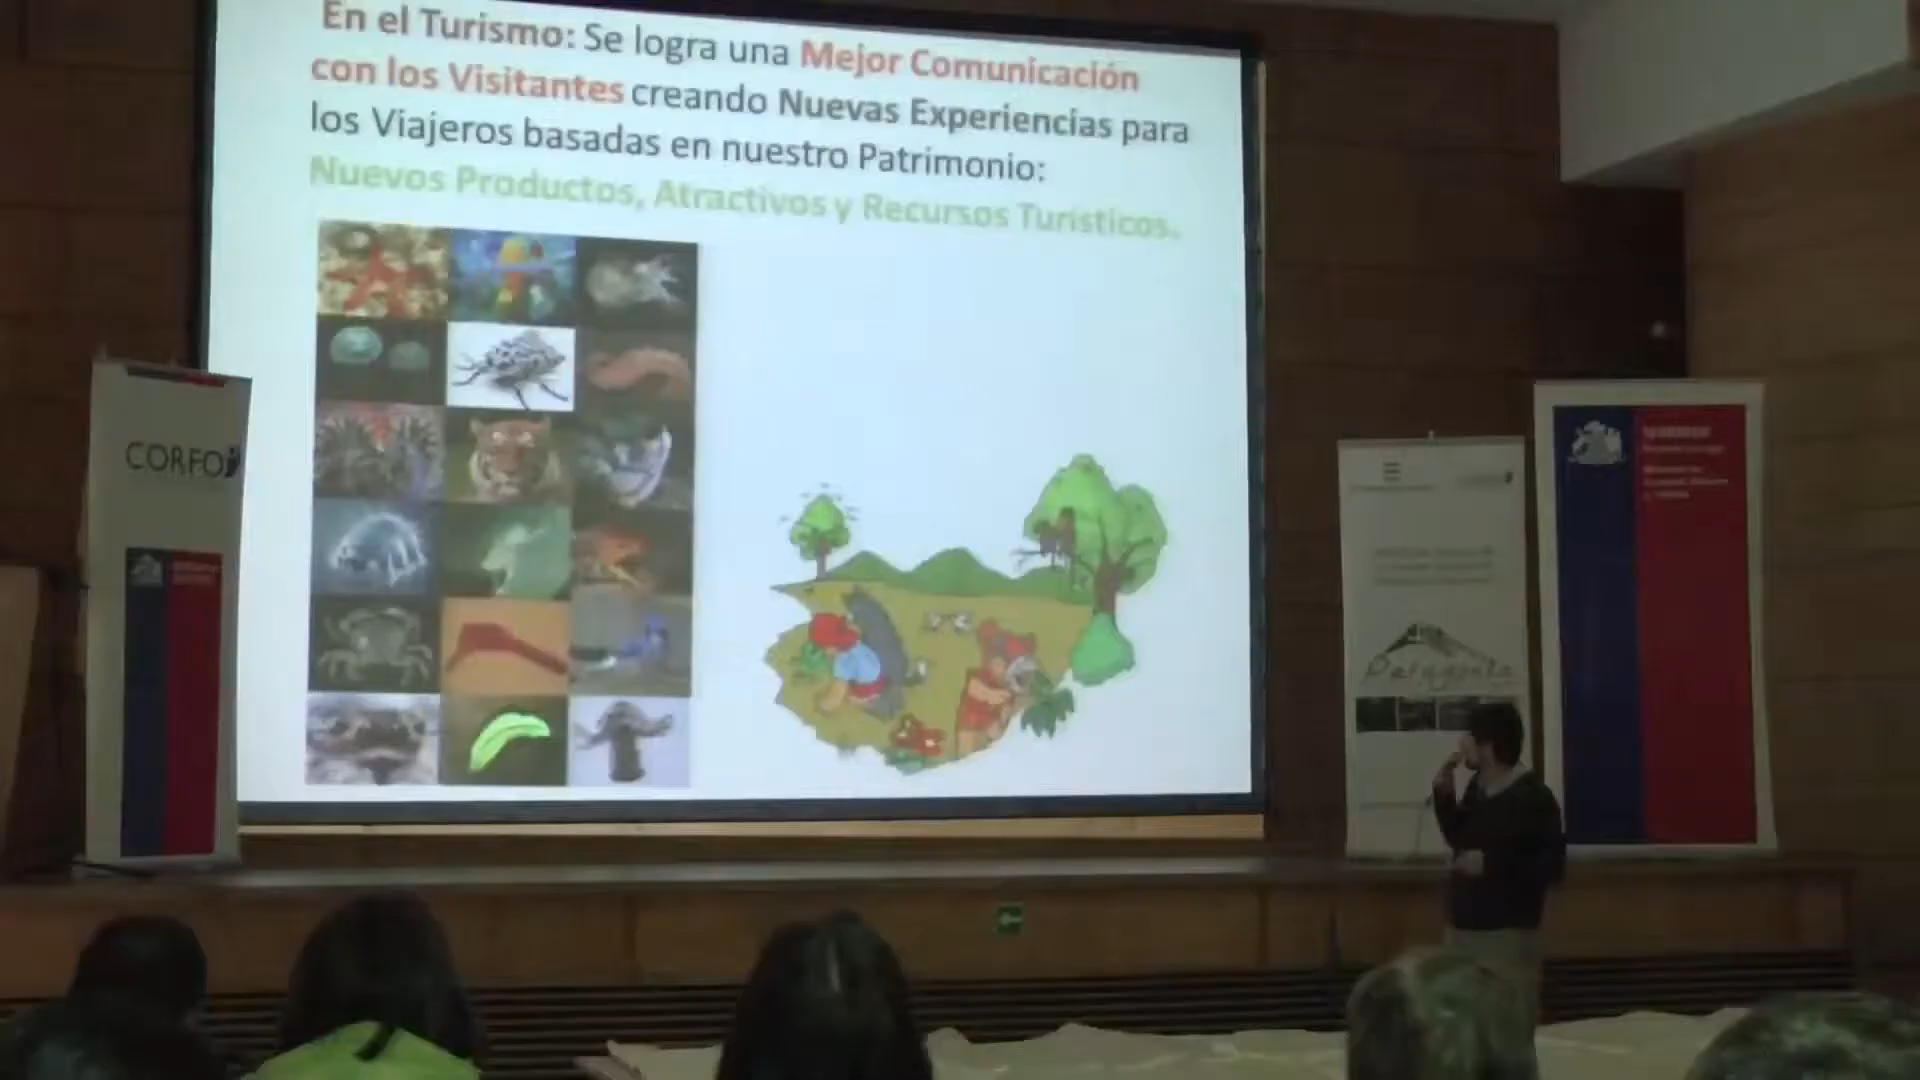 En el Turismo: Se logra una Mejor Comunicación
con los Visitantes creando Nuevas Experiencias para
los Viajeros basadas en nuestro Patrimonio:
Nuevos Productos, Atractivos y Recursos Turísticos.
CORFO
Patagonia